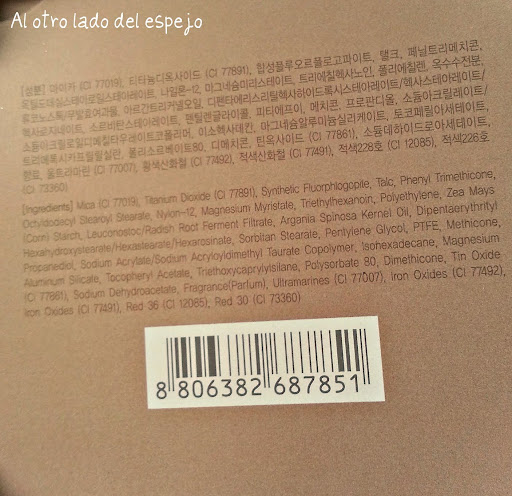 Al otro lado del espejo
[성분] 마이카 (CI 77019), 티타늄디옥사이드 (CI 77891), 합성플루오르플로고파이트, 탤크, 페닐트리메치콘,
옥틸도데실스테아로일스테아레이트, 나일론-12, 마그네슘미리스테이트, 트리에칠헥사노인, 폴리에칠렌, 옥수수전분,
류코노스톡/무발효여과물, 아르간트리커넬오일, 디펜타에리스리틸헥사하이드록시스테아레이트/헥사스테아레이트/
헥사로지네이트, 소르비탄스테아레이트, 펜틸렌글라이콜, 피티에프이, 메치콘, 프로판디올, 소듐아크릴레이트/
소듐아크릴로일디메칠타우레이트코폴리머, 이소헥사데칸, 마그네슘알루미늄실리케이트, 토코페릴아세테이트,
트리에톡시카프릴릴실란, 폴리소르베이트80, 디메치콘, 틴옥사이드 (CI 77861), 소듐데하이드로아세테이트,
향료, 울트라마린 (CI 77007), 황색산화철 (CI 77492), 적색산화철 (CI 77491), 적색228호 (CI 12085), 적색226호
(CI 73360)
[Ingredients] Mica (CI 77019), Titanium Dioxide (CI 77891), Synthetic Fluorphlogopite, Talc, Phenyl Trimethicone,
Octyldodecyl Stearoyl Stearate, Nylon-12, Magnesium Myristate, Triethylhexanoin, Polyethylene, Zea Mays
(Corn) Starch, Leuconostoc/Radish Root Ferment Filtrate, Argania Spinosa Kernel Oil, Dipentaerythrityl
Hexahydroxystearate/Hexastearate/Hexarosinate, Sorbitan Stearate, Pentylene Glycol, PTFE, Methicone,
Propanediol, Sodium Acrylate/Sodium Acryloyldimethyl Taurate Copolymer, Isohexadecane, Magnesium
Aluminum Silicate, Tocopheryl Acetate, Triethoxycaprylylsilane, Polysorbate 80, Dimethicone, Tin Oxide
(CI 77861), Sodium Dehydroacetate, Fragrance(Parfum), Ultramarines (CI 77007), Iron Oxides (CI 77492),
Iron Oxides (CI 77491), Red 36 (CI 12085), Red 30 (CI 73360)
8 806382 687851